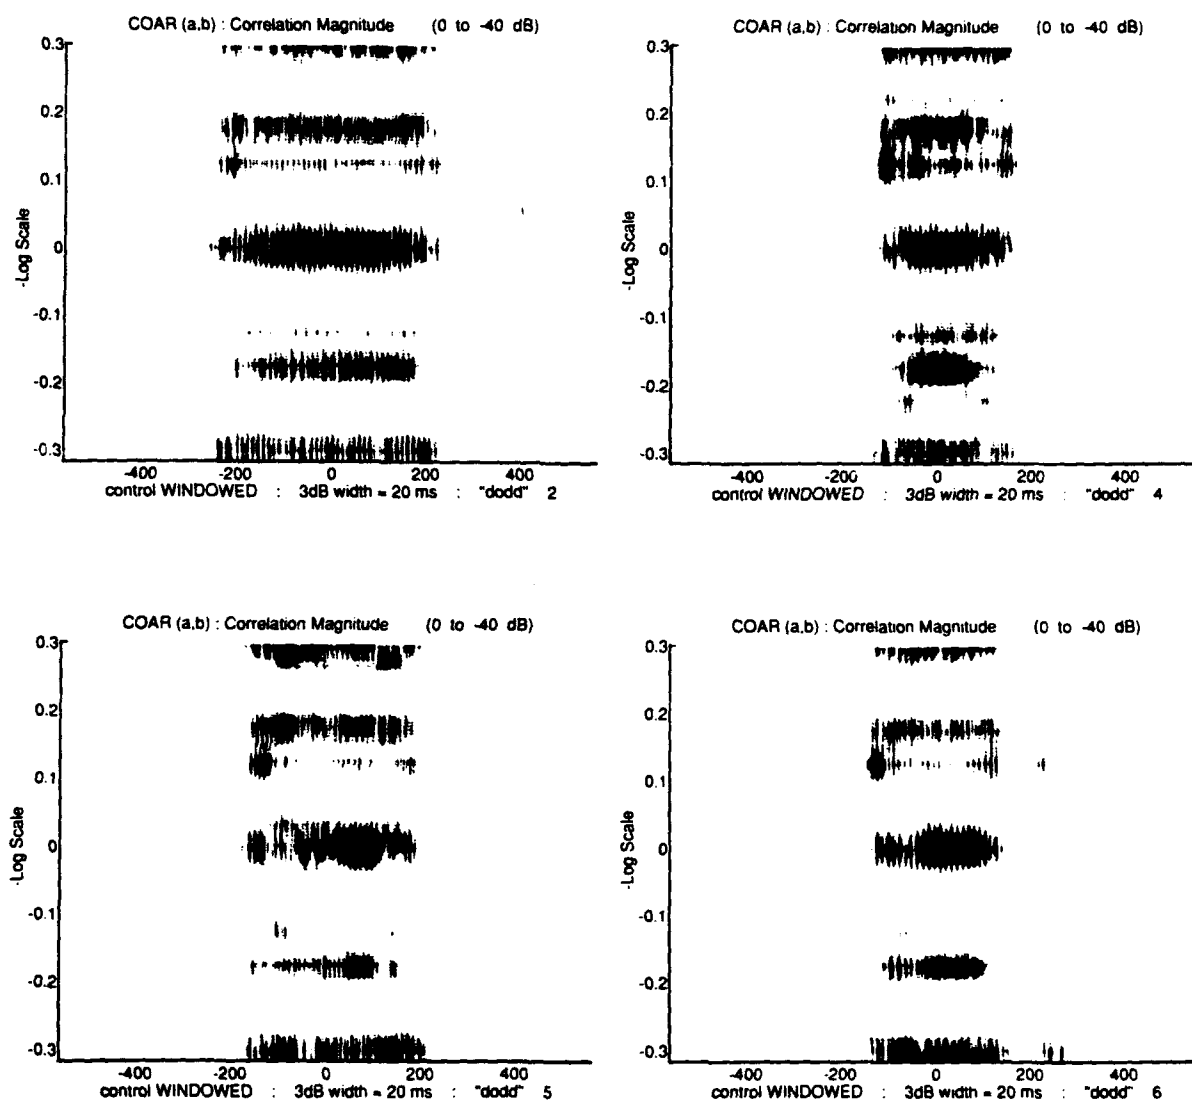 COAR (a,b) : Correlation Magnitude (0 to -40 dB)
0.3
0.2
0.1
0
-0.1
-0.2
-0.3
-Log Scale
-400 -200 0 200 400
control WINDOWED : 3dB width = 20 ms : "dodd" 2
COAR (a,b) : Correlation Magnitude (0 to -40 dB)
0.3
0.2
0.1
0
-0.1
-0.2
-0.3
-Log Scale
-400 -200 0 200 400
control WINDOWED : 3dB width = 20 ms : "dodd" 4
COAR (a,b) : Correlation Magnitude (0 to -40 dB)
0.3
0.2
0.1
0
-0.1
-0.2
-0.3
-Log Scale
-400 -200 0 200 400
control WINDOWED : 3dB width = 20 ms : "dodd" 5
COAR (a,b) : Correlation Magnitude (0 to -40 dB)
0.3
0.2
0.1
0
-0.1
-0.2
-0.3
-Log Scale
-400 -200 0 200 400
control WINDOWED : 3dB width = 20 ms : "dodd" 6